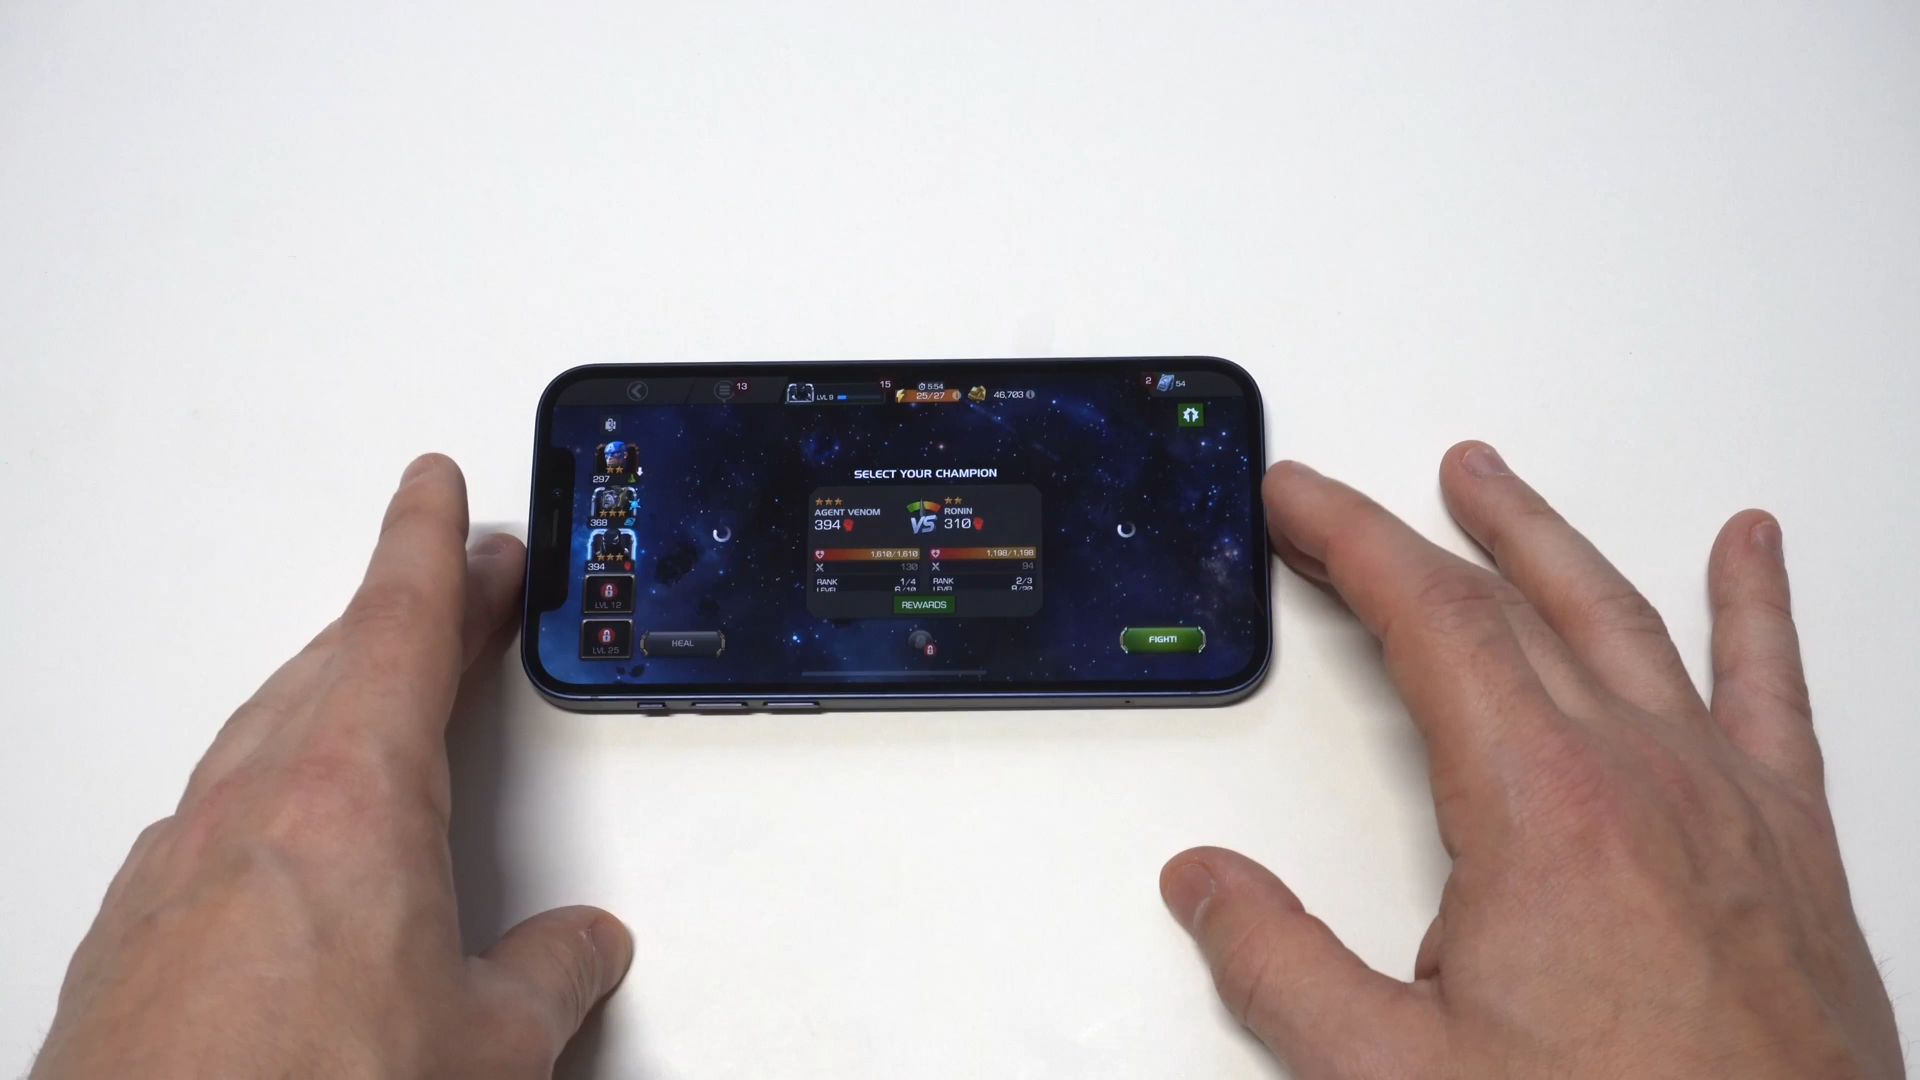 13
LVL 9
15
5:54
25/27
46,703
2
54
297
368
394
LVL 12
LVL 25
SELECT YOUR CHAMPION
AGENT VENOM
394
VS
RONIN
310
1,610/1,610
1,198/1,198
130
94
RANK 1/4
RANK 2/3
LEVEL
LEVEL
REWARDS
HEAL
FIGHT!